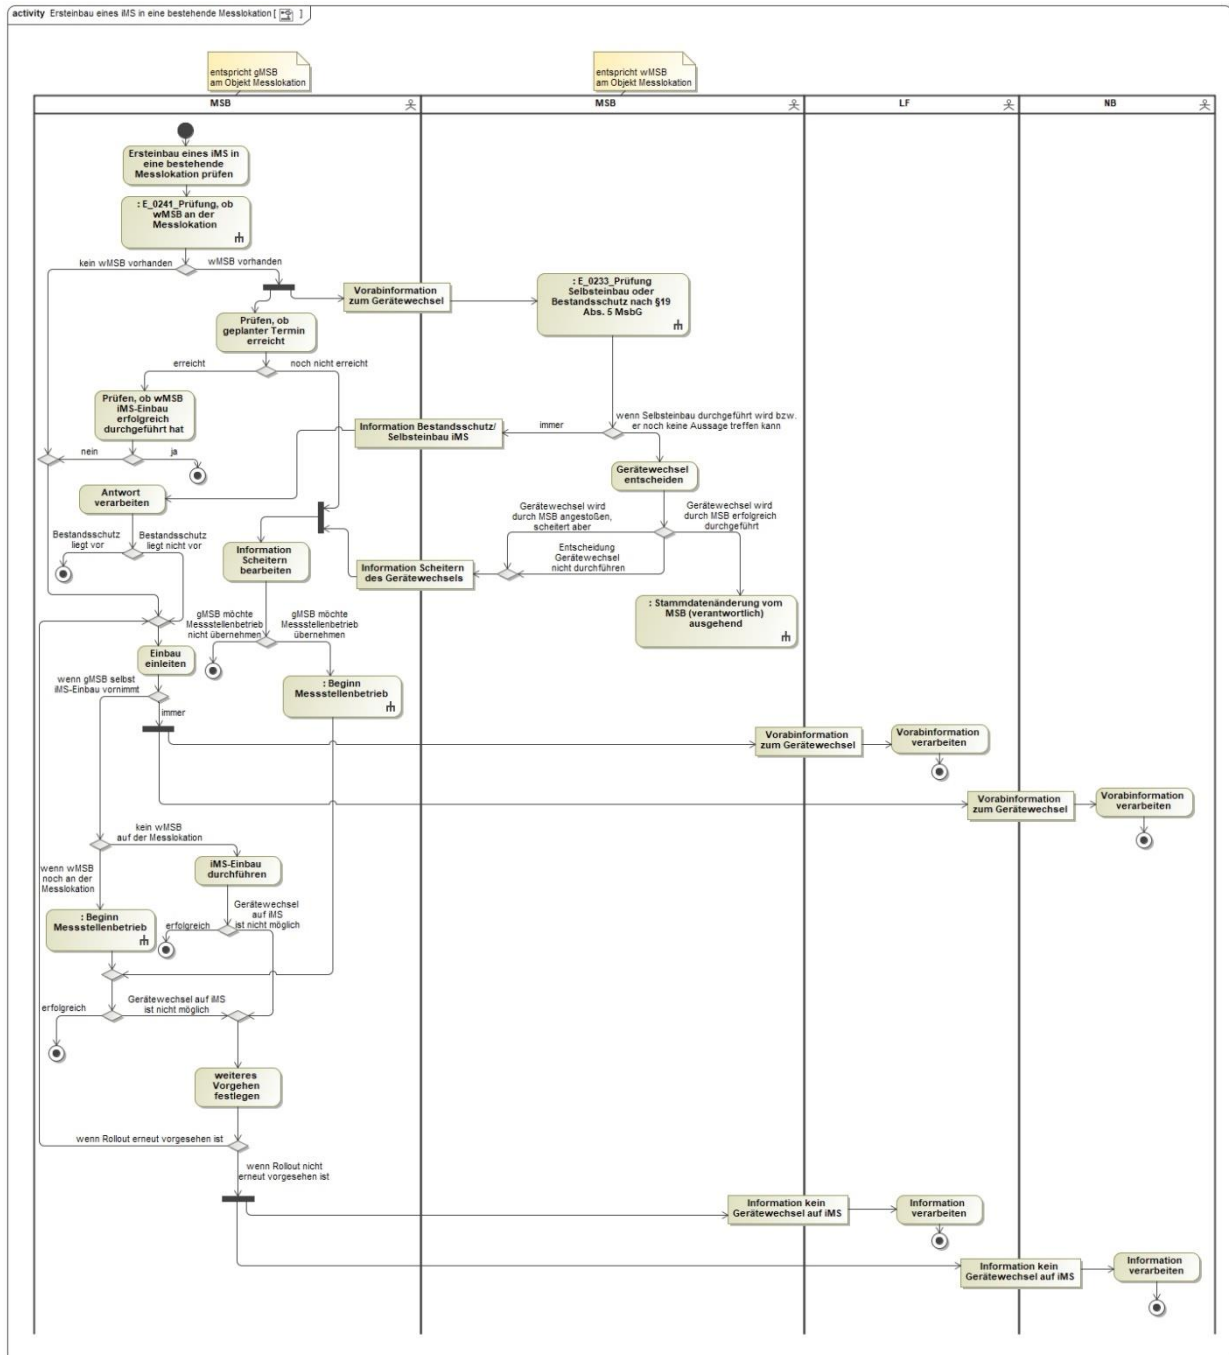 activity Ersteinbau eines iMS in eine bestehende Messlokation [ ]
entspricht gMSB
am Objekt Messlokation
entspricht wMSB
am Objekt Messlokation
MSB
MSB
LF
NB
Ersteinbau eines iMS in
eine bestehende
Messlokation prüfen
: E_0241_Prüfung, ob
wMSB an der
Messlokation
kein wMSB vorhanden
wMSB vorhanden
Vorabinformation
zum Gerätewechsel
: E_0233_Prüfung
Selbsteinbau oder
Bestandsschutz nach §19
Abs. 5 MsbG
Prüfen, ob
geplanter Termin
erreicht
erreicht
noch nicht erreicht
Prüfen, ob wMSB
iMS-Einbau
erfolgreich
durchgeführt hat
nein
ja
Information Bestandsschutz/
Selbsteinbau iMS
immer
wenn Selbsteinbau durchgeführt wird bzw.
er noch keine Aussage treffen kann
Gerätewechsel
entscheiden
Antwort
verarbeiten
Bestandsschutz
liegt vor
Bestandsschutz
liegt nicht vor
Gerätewechsel wird
durch MSB angestoßen,
scheitert aber
Gerätewechsel wird
durch MSB erfolgreich
durchgeführt
Entscheidung
Gerätewechsel
nicht durchführen
Information
Scheitern
bearbeiten
Information Scheitern
des Gerätewechsels
: Stammdatenänderung vom
MSB (verantwortlich)
ausgehend
gMSB möchte
Messstellenbetrieb
nicht übernehmen
gMSB möchte
Messstellenbetrieb
übernehmen
Einbau
einleiten
: Beginn
Messstellenbetrieb
wenn gMSB selbst
iMS-Einbau vornimmt
immer
Vorabinformation
zum Gerätewechsel
Vorabinformation
verarbeiten
Vorabinformation
zum Gerätewechsel
Vorabinformation
verarbeiten
kein wMSB
auf der Messlokation
wenn wMSB
noch an der
Messlokation
iMS-Einbau
durchführen
: Beginn
Messstellenbetrieb
erfolgreich
Gerätewechsel
auf iMS
ist nicht möglich
erfolgreich
Gerätewechsel auf iMS
ist nicht möglich
weiteres
Vorgehen
festlegen
wenn Rollout erneut vorgesehen ist
wenn Rollout nicht
erneut vorgesehen ist
Information kein
Gerätewechsel auf iMS
Information
verarbeiten
Information kein
Gerätewechsel auf iMS
Information
verarbeiten